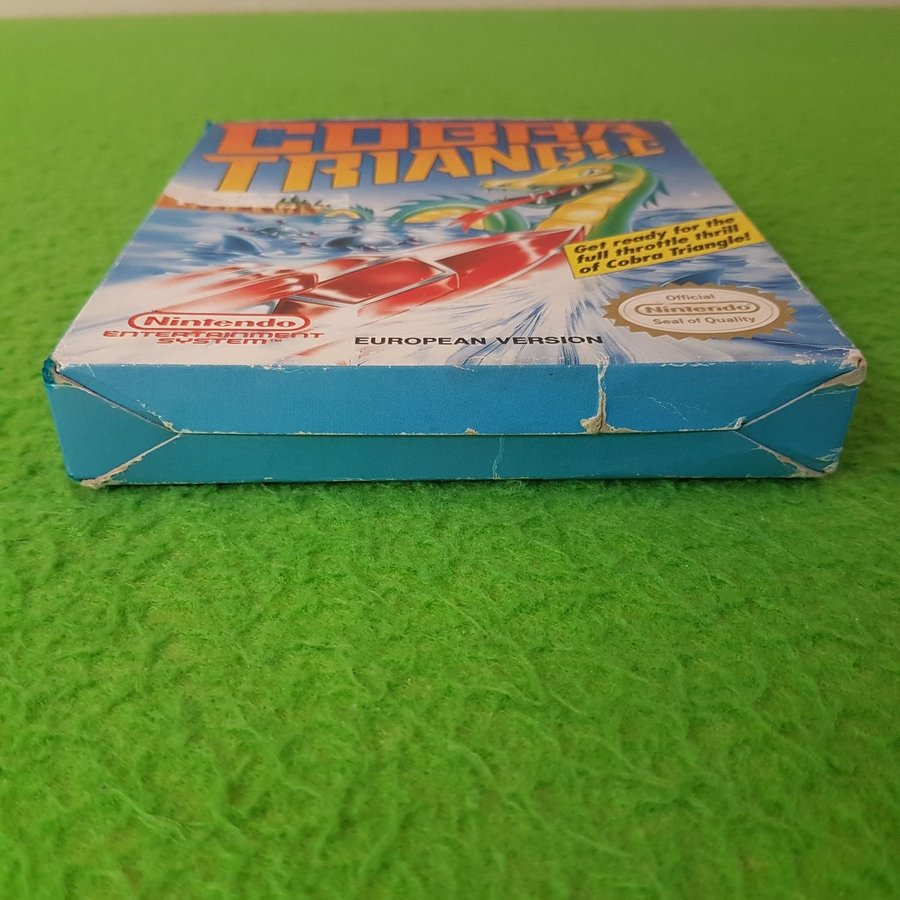 COBRA
TRIANGLE
Get ready for the
full throttle thrill
of Cobra Triangle!
Official
Nintendo
Seal of Quality
Nintendo
ENTERTAINMENT
SYSTEM™
EUROPEAN VERSION